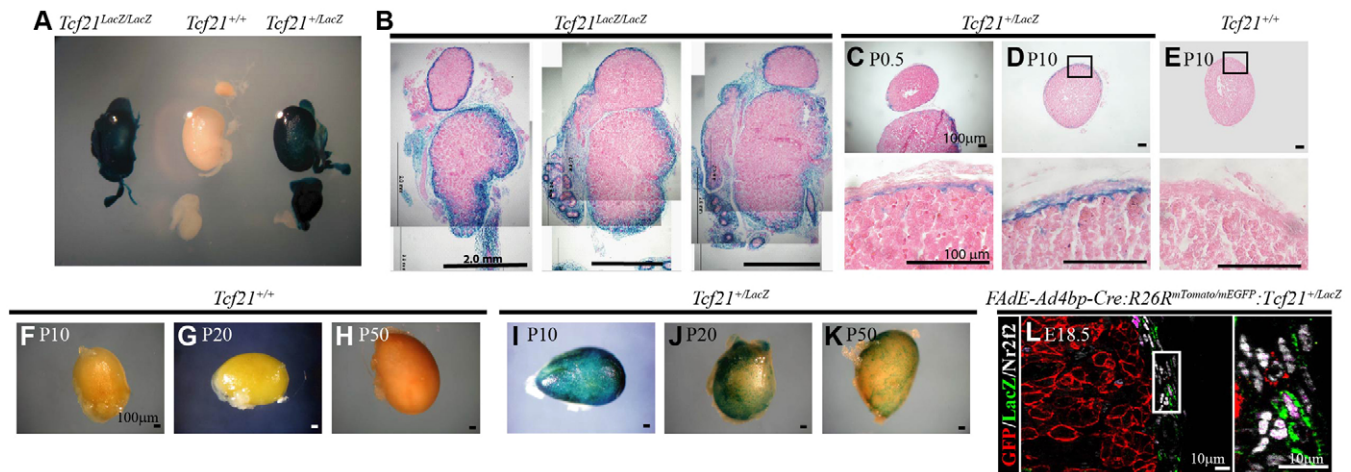 A
Tcf21LacZ/LacZ
Tcf21+/+
Tcf21+/LacZ
B
Tcf21LacZ/LacZ
2.0 mm
Tcf21+/LacZ
C P0.5
100μm
100 μm
D P10
Tcf21+/+
E P10
Tcf21+/+
F P10
100μm
G P20
H P50
Tcf21+/LacZ
I P10
J P20
K P50
FAdE-Ad4bp-Cre:R26RmTomato/mEGFP:Tcf21+/LacZ
L E18.5
GFP/LacZ/Nr2f2
10μm
10μm